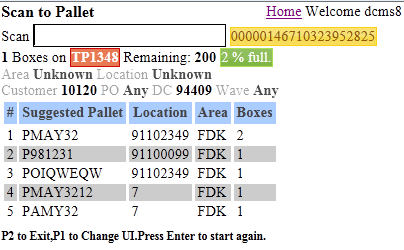 Scan to Pallet Home Welcome dcms8
Scan 00000146710323952825
1 Boxes on TP1348 Remaining: 200 2 % full.
Area Unknown Location Unknown
Customer 10120 PO Any DC 94409 Wave Any
# Suggested Pallet Location Area Boxes
1 PMAY32 91102349 FDK 2
2 P981231 91100099 FDK 1
3 POIQWEQW 91102349 FDK 1
4 PMAY3212 7 FDK 1
5 PAMY32 7 FDK 1
P2 to Exit,P1 to Change UI.Press Enter to start again.